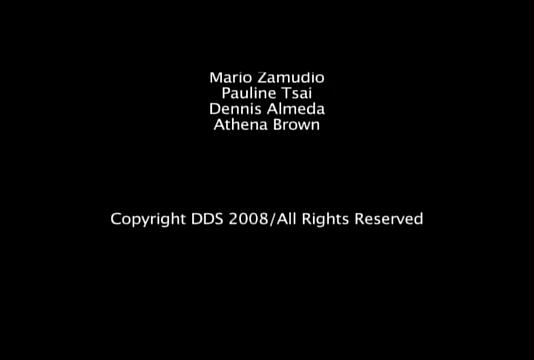 Mario Zamudio
Pauline Tsai
Dennis Almeda
Athena Brown
Copyright DDS 2008/All Rights Reserved